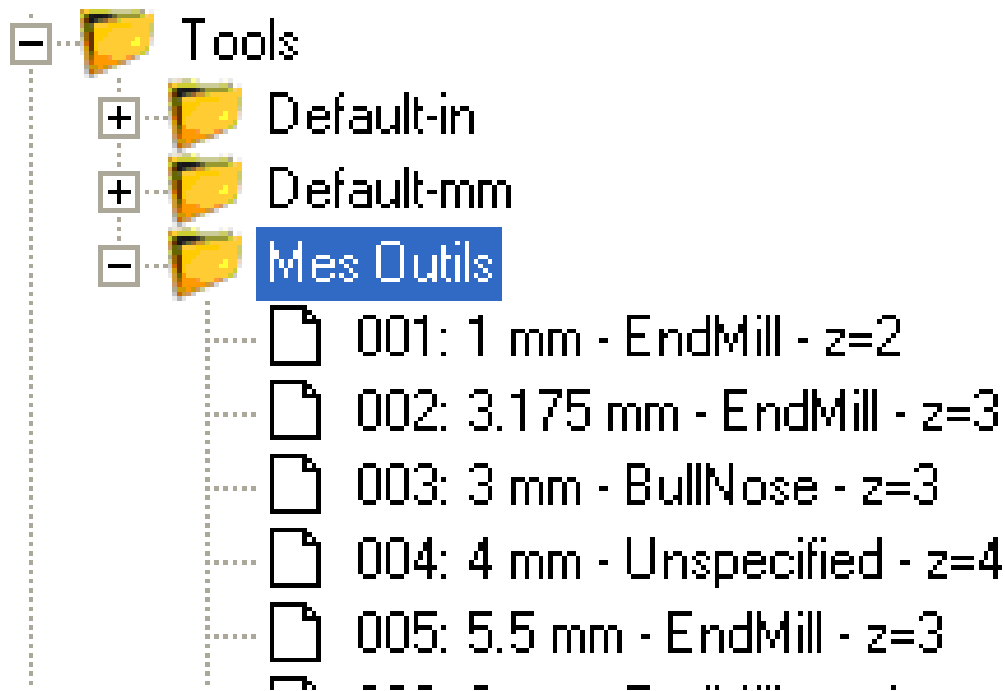 Tools
Default-in
Default-mm
Mes Outils
001: 1 mm - EndMill - z=2
002: 3.175 mm - EndMill - z=3
003: 3 mm - BullNose - z=3
004: 4 mm - Unspecified - z=4
005: 5.5 mm - EndMill - z=3